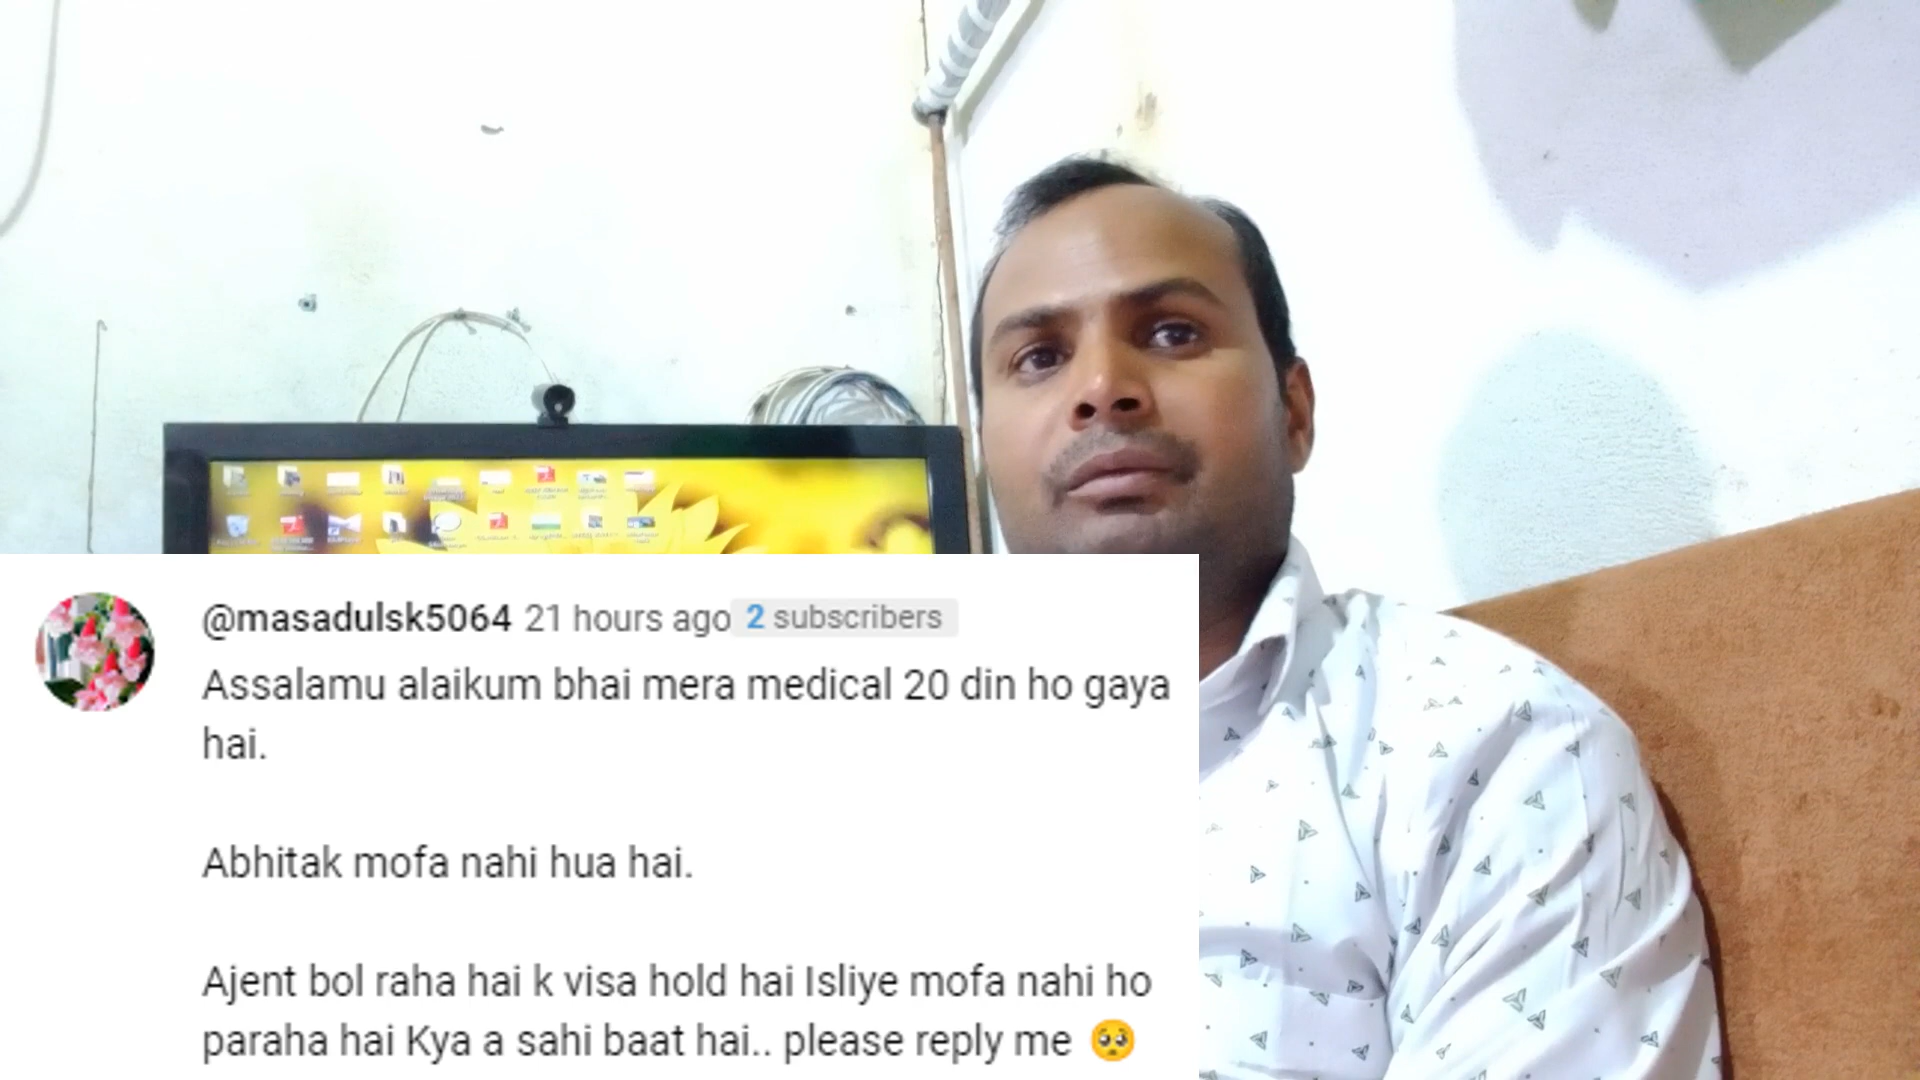 @masadulsk5064 21 hours ago 2 subscribers
Assalamu alaikum bhai mera medical 20 din ho gaya
hai.
Abhitak mofa nahi hua hai.
Ajent bol raha hai k visa hold hai Isliye mofa nahi ho
paraha hai Kya a sahi baat hai.. please reply me 🥺